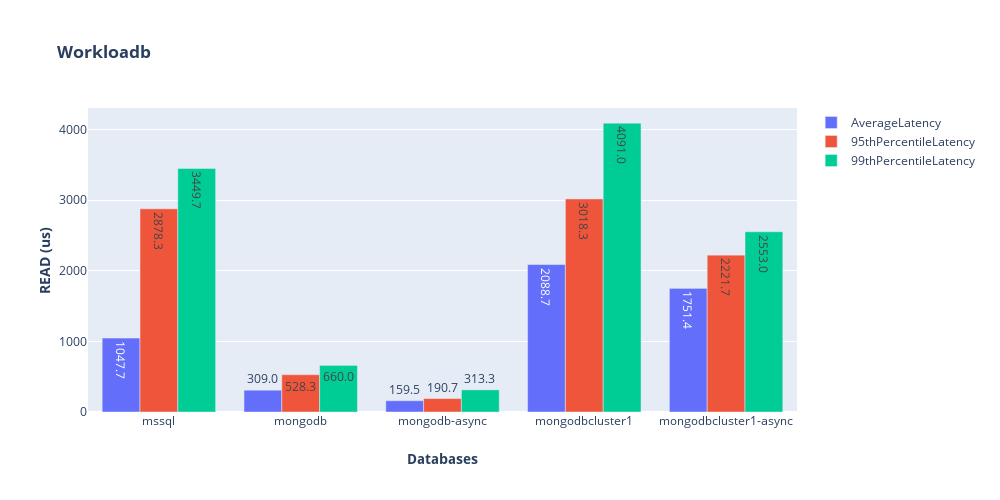 Workloadb
AverageLatency
95thPercentileLatency
99thPercentileLatency
READ (us)
4000
3000
2000
1000
0
1047.7
2878.3
3449.7
309.0
528.3
660.0
159.5
190.7
313.3
2088.7
3018.3
4091.0
1751.4
2221.7
2553.0
mssql
mongodb
mongodb-async
mongodbcluster1
mongodbcluster1-async
Databases